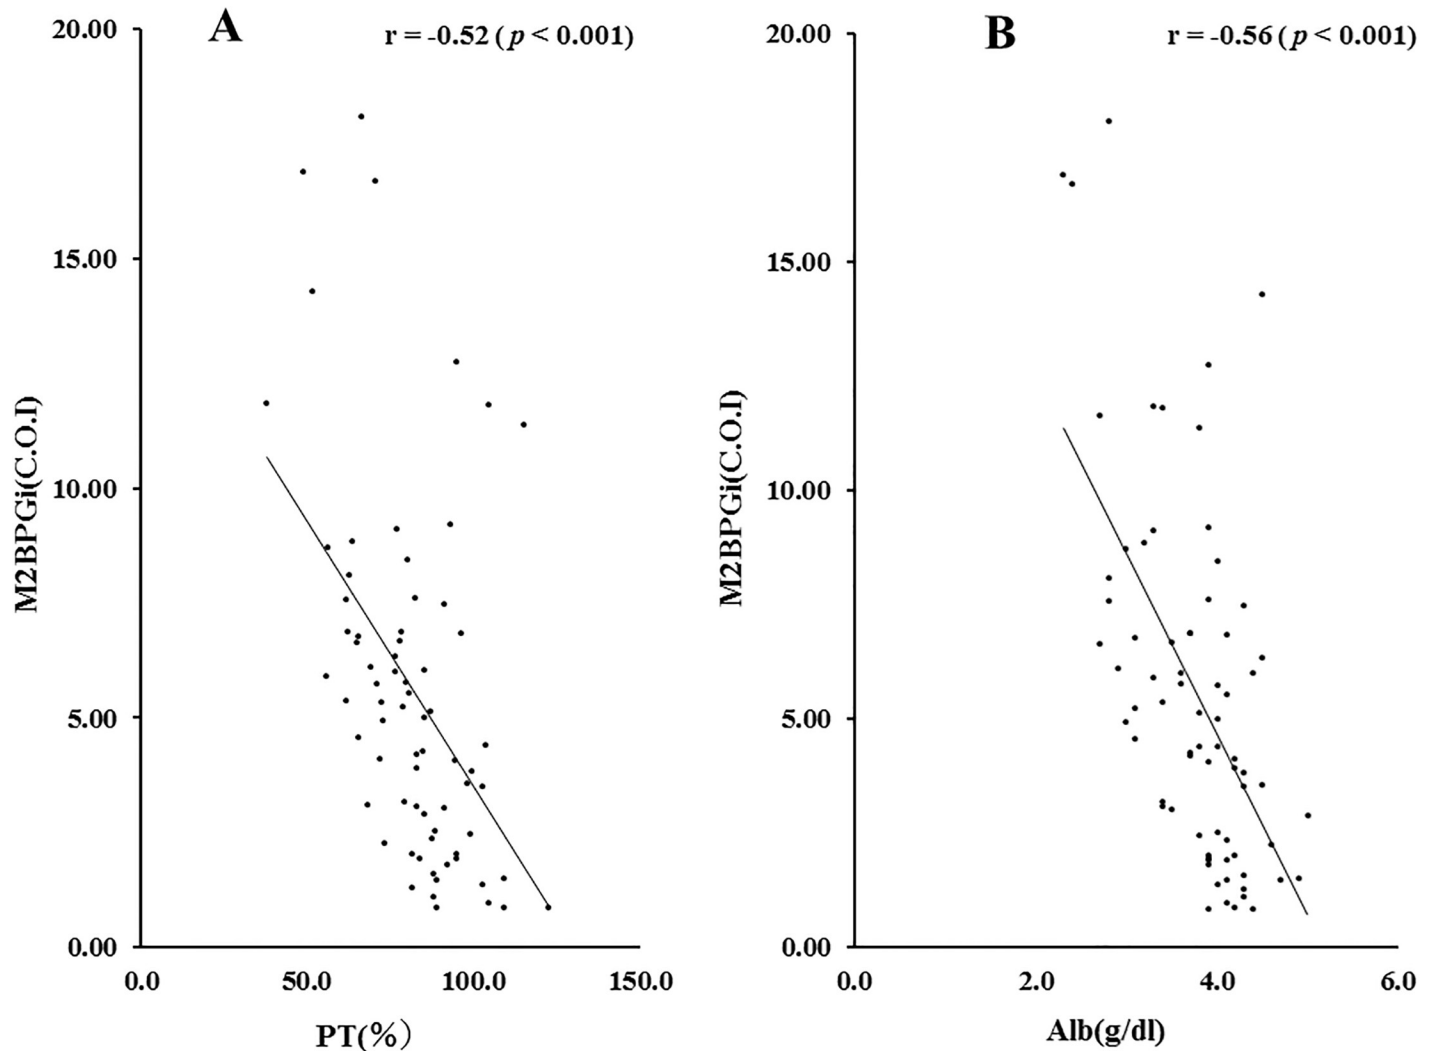 A
r = -0.52 ( p < 0.001)
20.00
15.00
10.00
5.00
0.00
M2BPGi(C.O.I)
0.0 50.0 100.0 150.0
PT(%)
B
r = -0.56 ( p < 0.001)
20.00
15.00
10.00
5.00
0.00
M2BPGi(C.O.I)
0.0 2.0 4.0 6.0
Alb(g/dl)